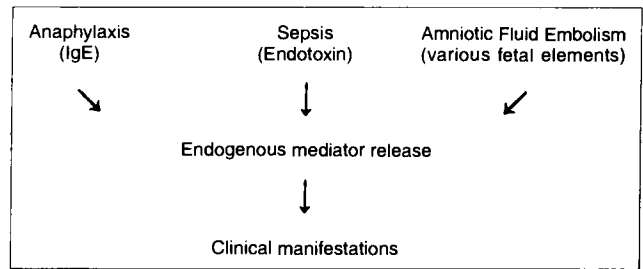 Anaphylaxis
(IgE)
Sepsis
(Endotoxin)
Amniotic Fluid Embolism
(various fetal elements)
Endogenous mediator release
Clinical manifestations